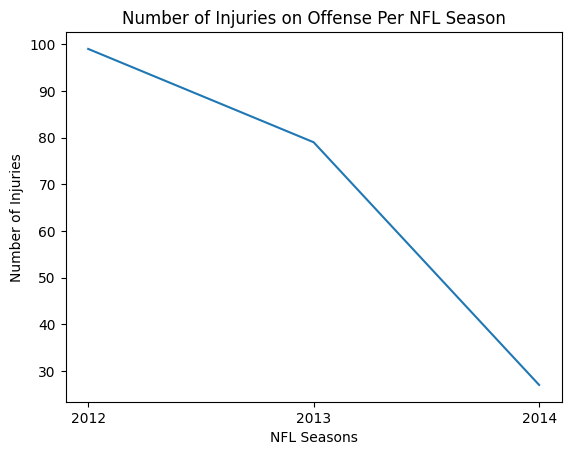 Number of Injuries on Offense Per NFL Season
100
90
80
70
60
50
40
30
Number of Injuries
2012 2013 2014
NFL Seasons